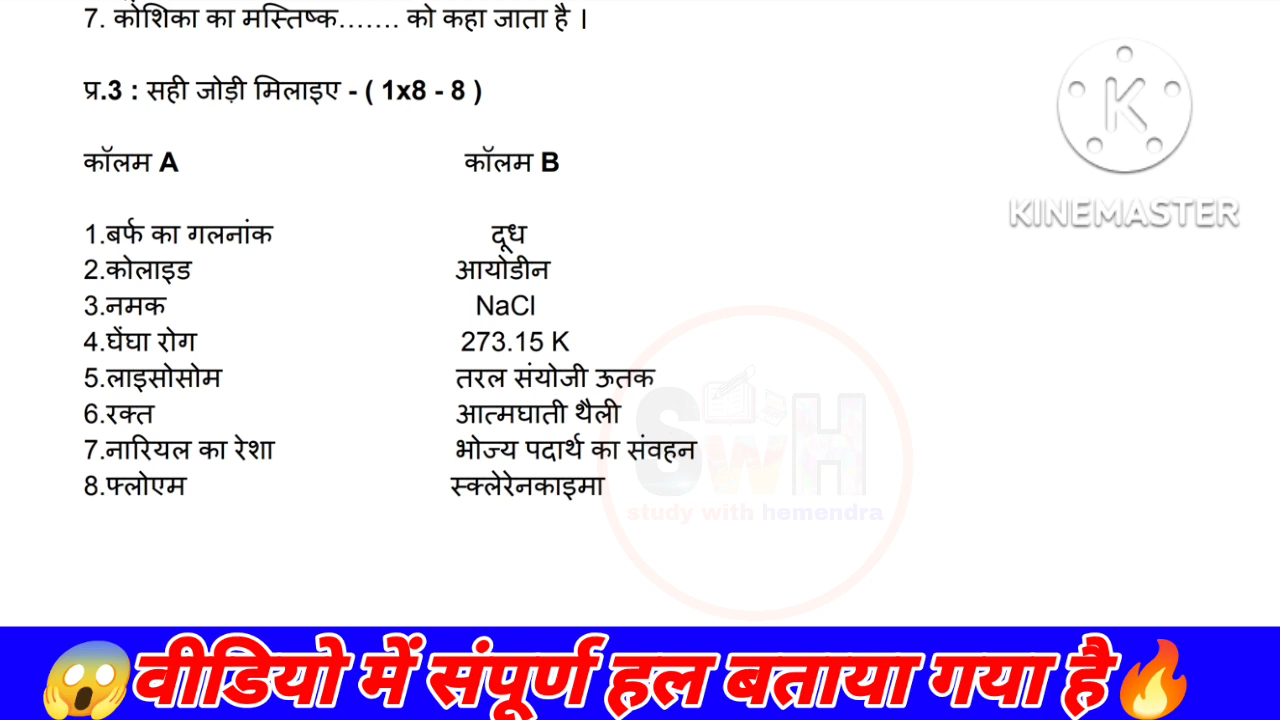 7. कोशिका का मस्तिष्क……. को कहा जाता है ।
प्र.3 : सही जोड़ी मिलाइए - ( 1x8 - 8 )
कॉलम A कॉलम B
1.बर्फ का गलनांक दूध
2.कोलाइड आयोडीन
3.नमक NaCl
4.घेंघा रोग 273.15 K
5.लाइसोसोम तरल संयोजी ऊतक
6.रक्त आत्मघाती थैली
7.नारियल का रेशा भोज्य पदार्थ का संवहन
8.फ्लोएम स्क्लेरेनकाइमा
K
KINEMASTER
SwH
study with hemendra
😱वीडियो में संपूर्ण हल बताया गया है🔥